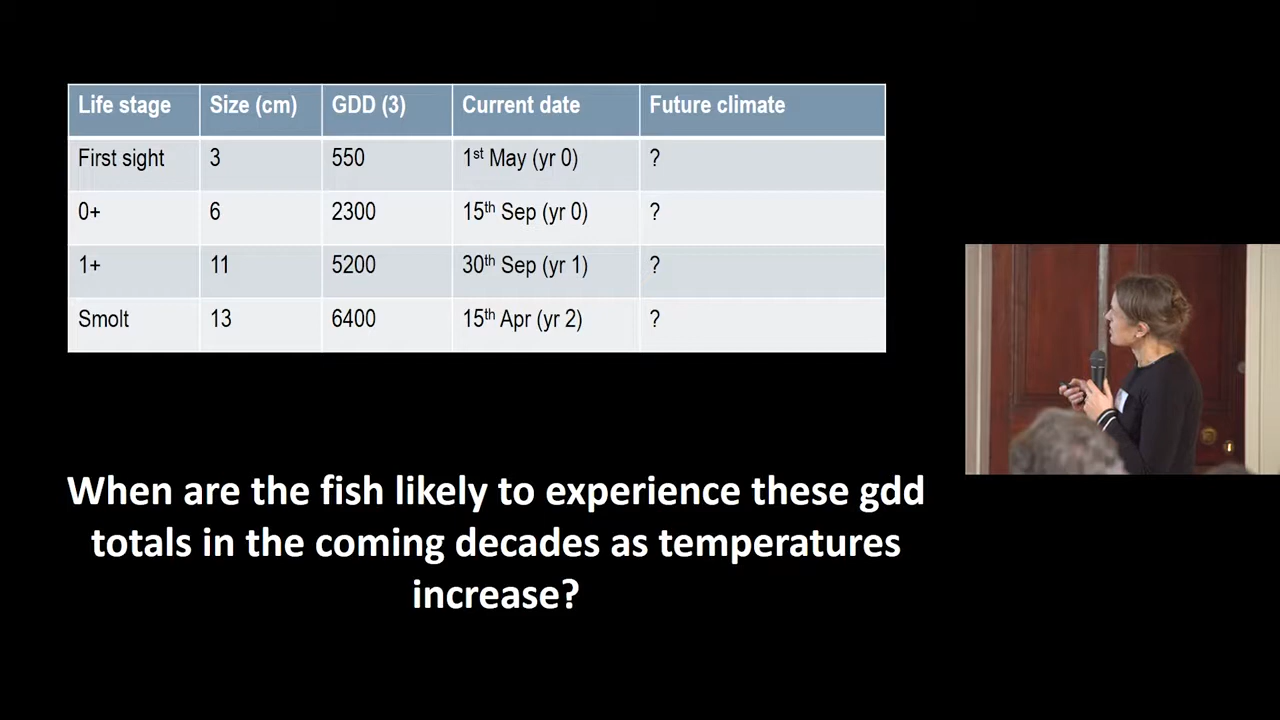 Life stage Size (cm) GDD (3) Current date Future climate
First sight 3 550 1st May (yr 0) ?
0+ 6 2300 15th Sep (yr 0) ?
1+ 11 5200 30th Sep (yr 1) ?
Smolt 13 6400 15th Apr (yr 2) ?
When are the fish likely to experience these gdd
totals in the coming decades as temperatures
increase?